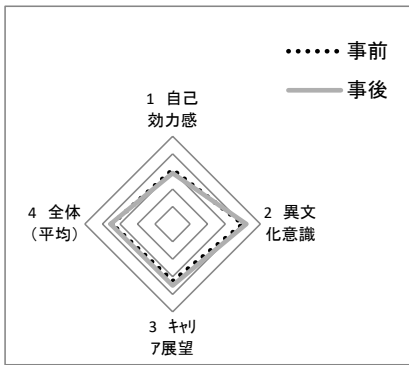 事前
事後
1 自己
効力感
4 全体
（平均）
2 異文
化意識
3 ｷｬﾘ
ｱ展望